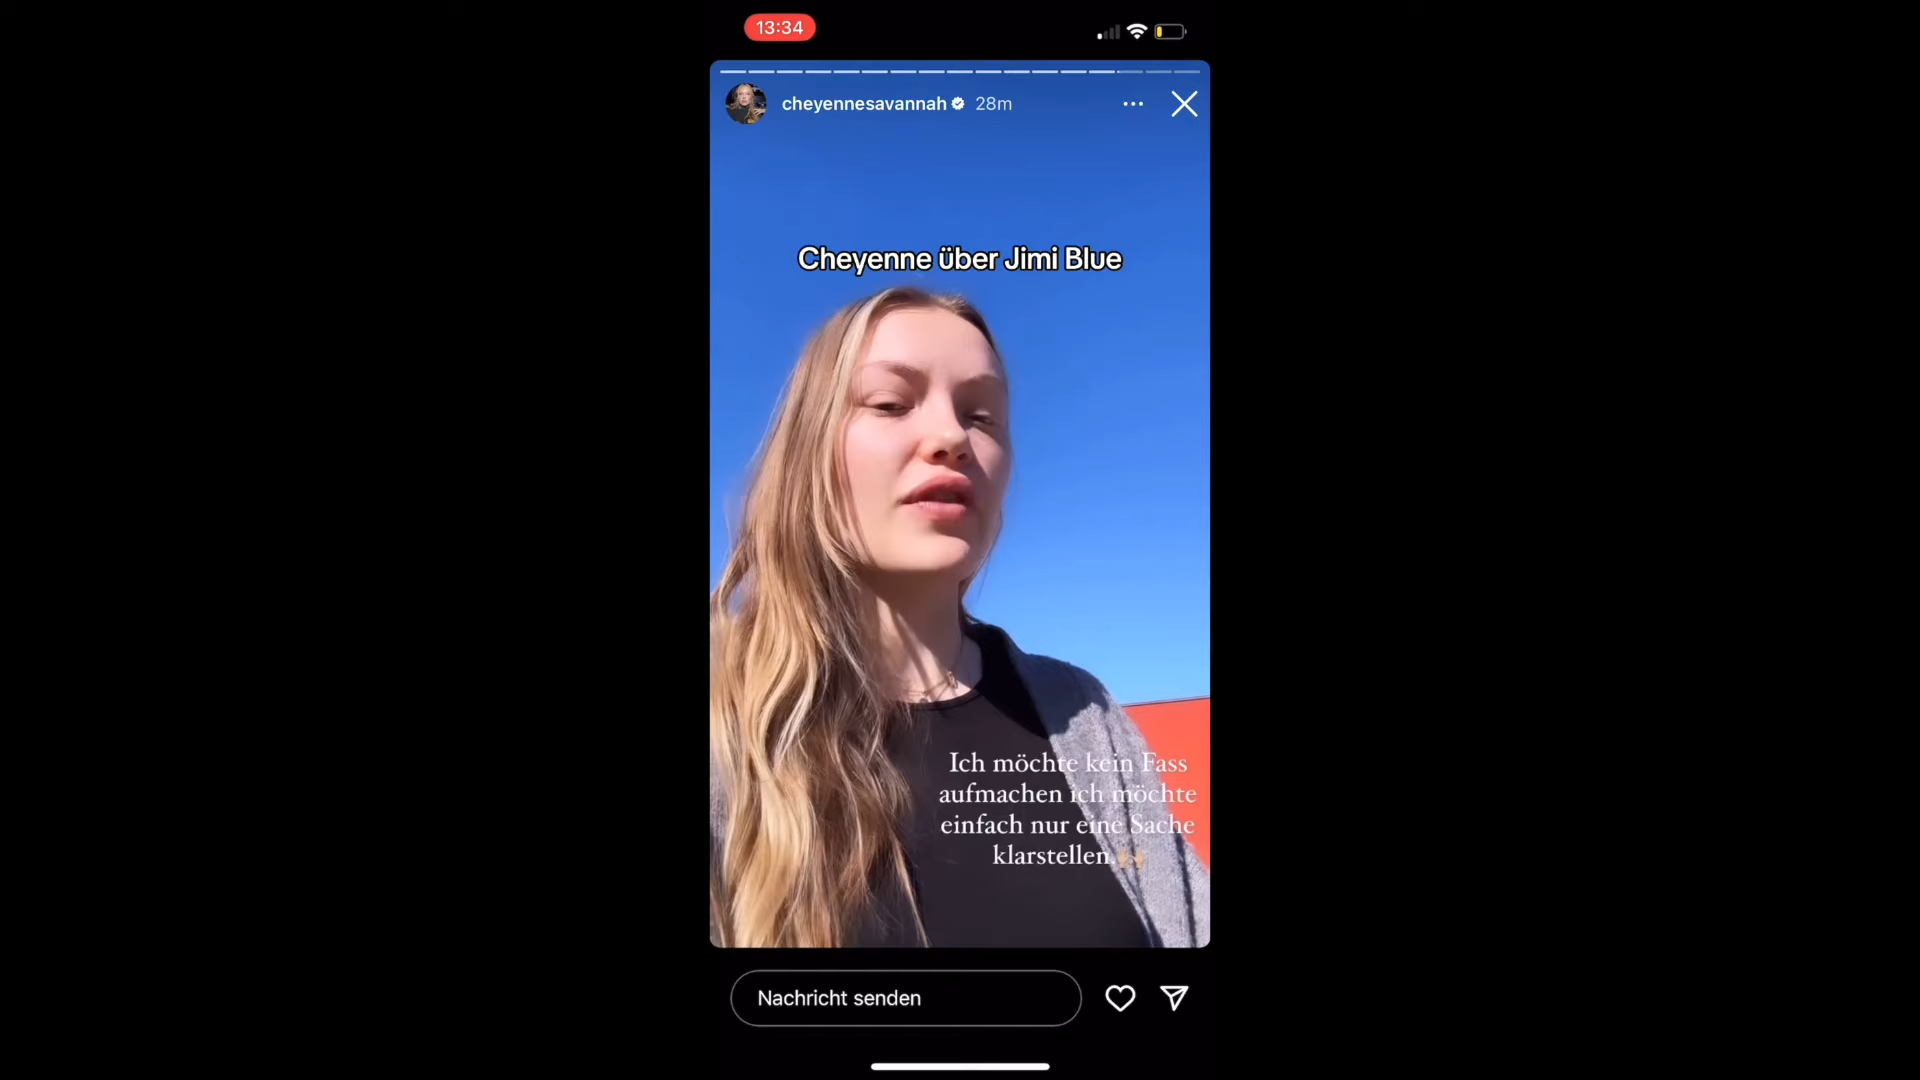 13:34
cheyennesavannah 28m
Cheyenne über Jimi Blue
Ich möchte kein Fass
aufmachen ich möchte
einfach nur eine Sache
klarstellen.🙌🏼
Nachricht senden